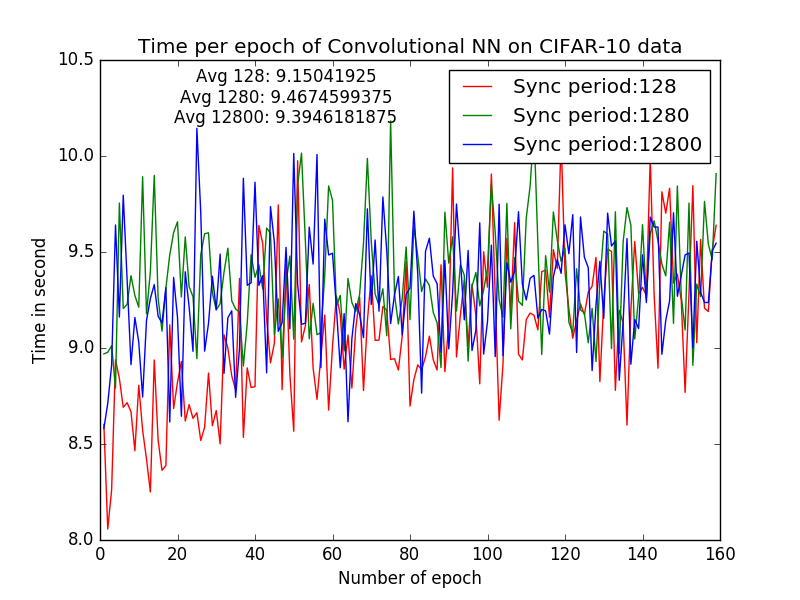 Time per epoch of Convolutional NN on CIFAR-10 data
Avg 128: 9.15041925
Avg 1280: 9.4674599375
Avg 12800: 9.3946181875
Sync period:128
Sync period:1280
Sync period:12800
Time in second
10.5
10.0
9.5
9.0
8.5
8.0
0 20 40 60 80 100 120 140 160
Number of epoch